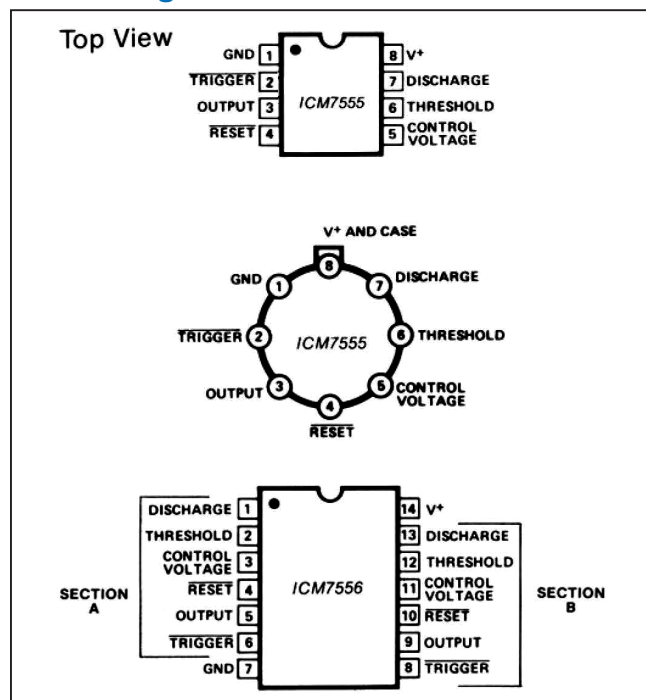 Top View
GND 1
TRIGGER 2
OUTPUT 3
RESET 4
ICM7555
8 V+
7 DISCHARGE
6 THRESHOLD
5 CONTROL
VOLTAGE
V+ AND CASE
8
GND 1
7 DISCHARGE
TRIGGER 2
ICM7555
6 THRESHOLD
OUTPUT 3
5 CONTROL
VOLTAGE
4
RESET
SECTION
A
DISCHARGE 1
THRESHOLD 2
CONTROL
VOLTAGE 3
RESET 4
OUTPUT 5
TRIGGER 6
GND 7
ICM7556
14 V+
13 DISCHARGE
12 THRESHOLD
11 CONTROL
VOLTAGE
10 RESET
9 OUTPUT
8 TRIGGER
SECTION
B